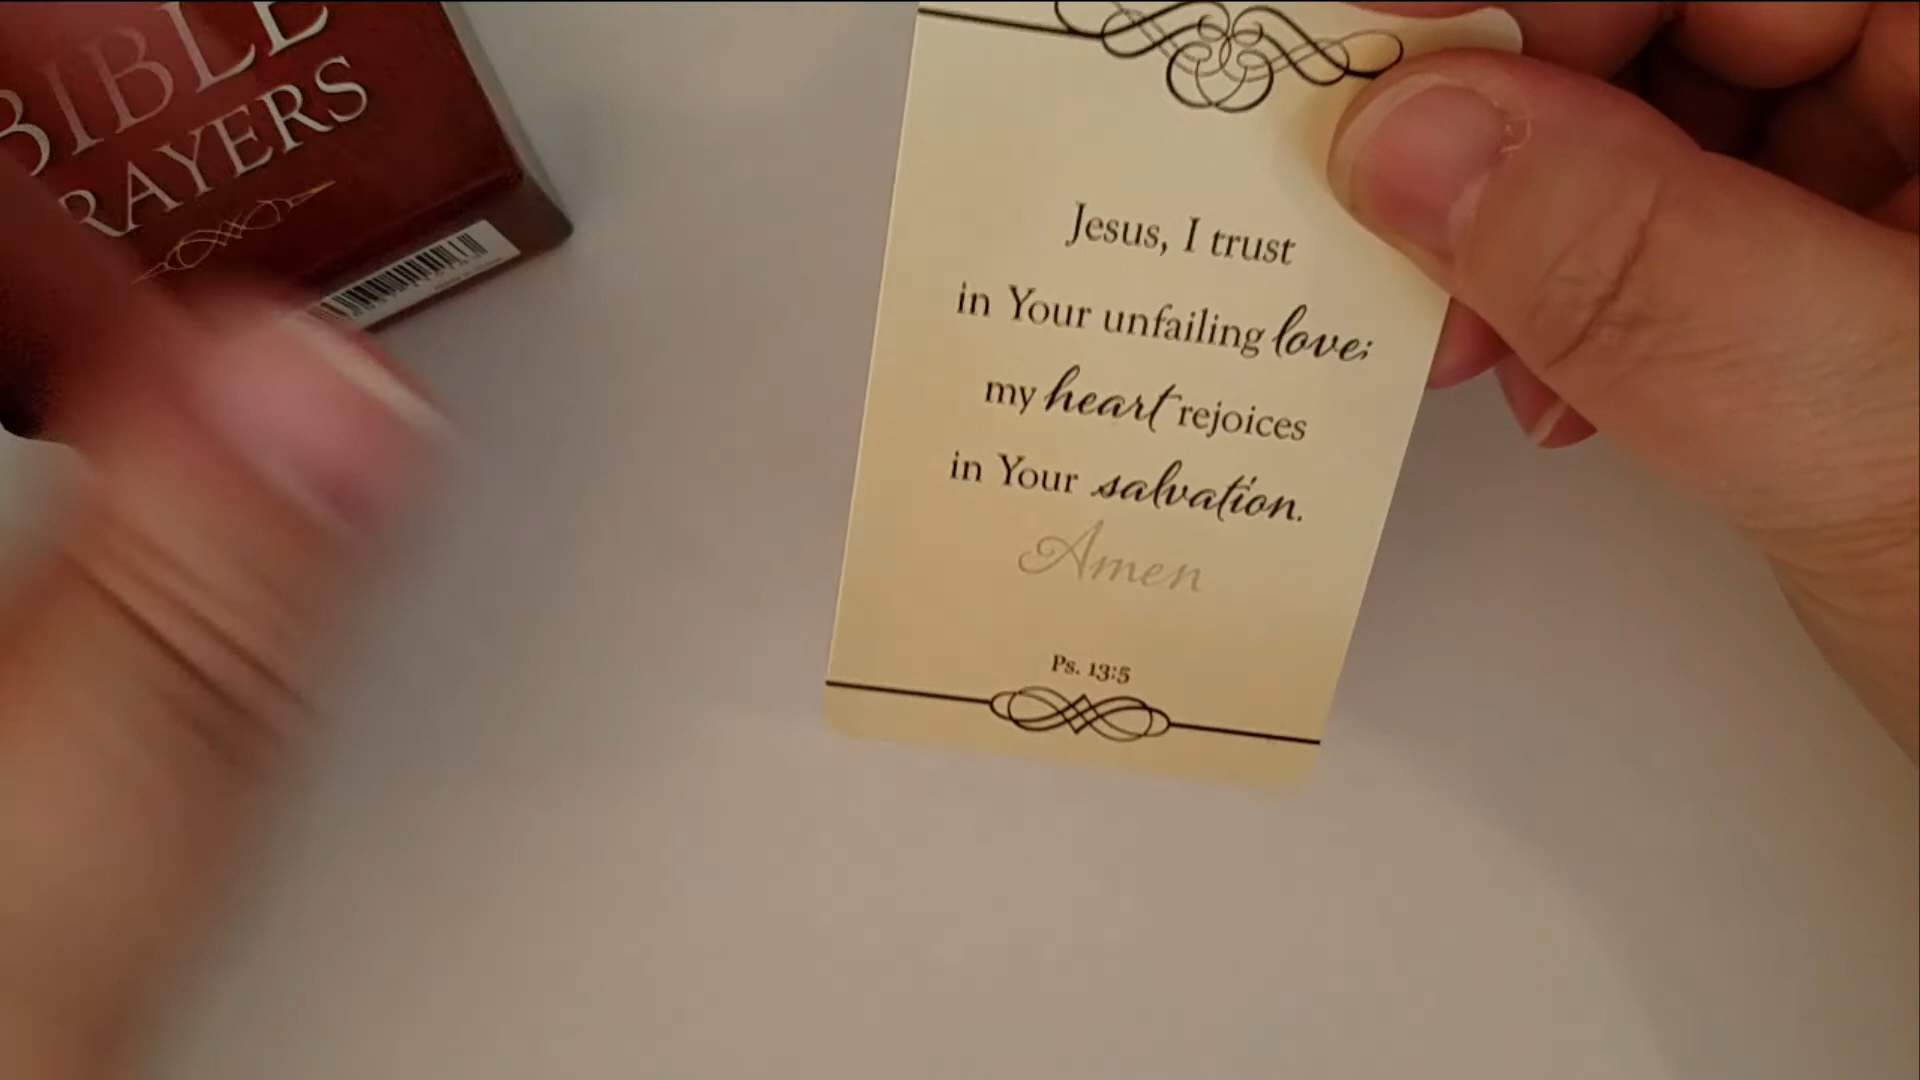 BIBLE
RAYERS
Jesus, I trust
in Your unfailing love;
my heart rejoices
in Your salvation.
Amen
Ps. 13:5